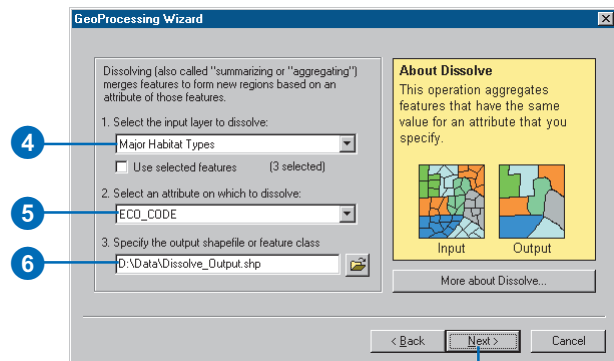 GeoProcessing Wizard
Dissolving (also called "summarizing or "aggregating")
merges features to form new regions based on an
attribute of those features.
1. Select the input layer to dissolve:
4
Major Habitat Types
Use selected features (3 selected)
2. Select an attribute on which to dissolve:
5
ECO_CODE
3. Specify the output shapefile or feature class
6
D:\Data\Dissolve_Output.shp
About Dissolve
This operation aggregates
features that have the same
value for an attribute that you
specify.
Input Output
More about Dissolve...
< Back Next > Cancel